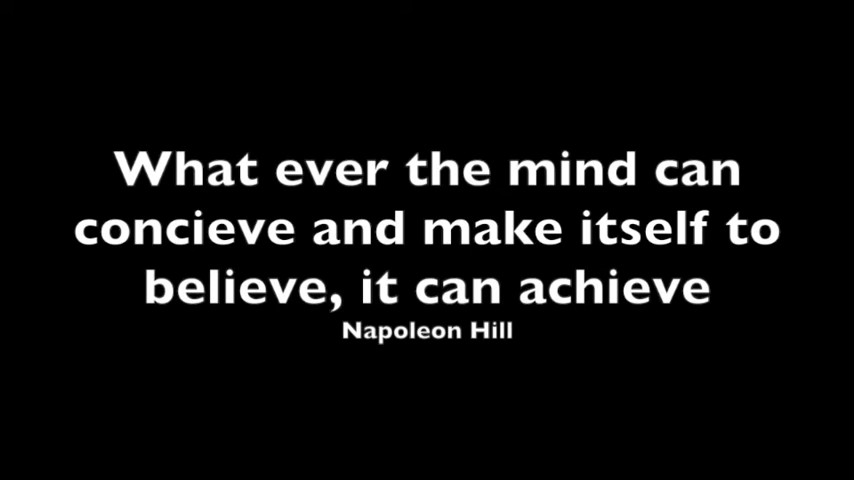 What ever the mind can
concieve and make itself to
believe, it can achieve
Napoleon Hill